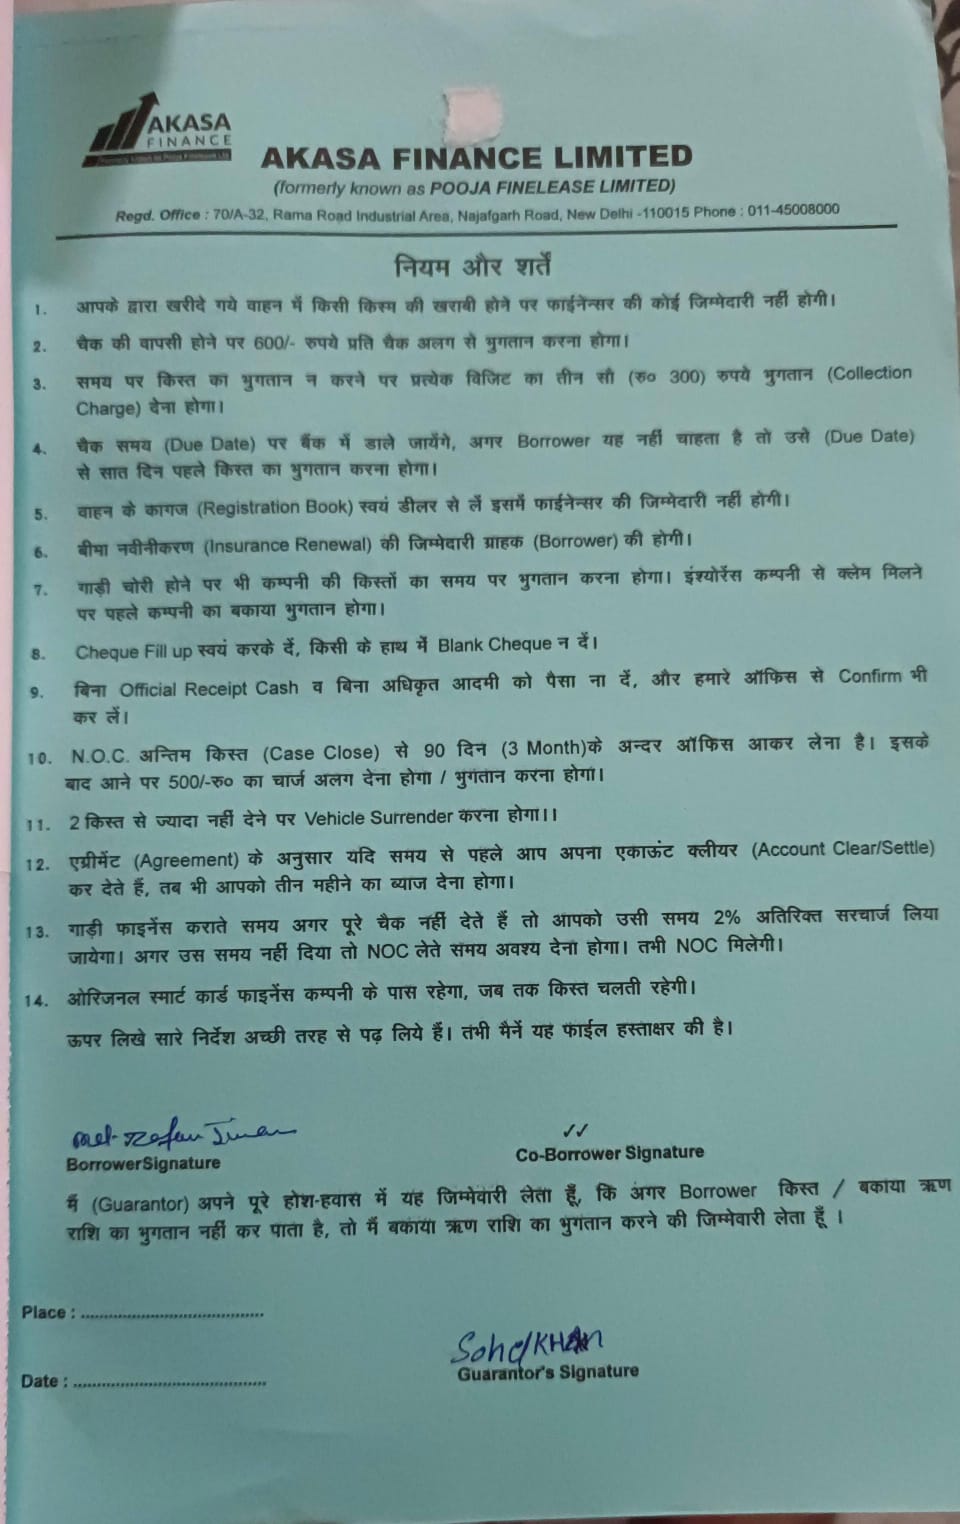 AKASA
FINANCE
AKASA FINANCE LIMITED
(formerly known as POOJA FINELEASE LIMITED)
Regd. Office : 70/A-32, Rama Road Industrial Area, Najafgarh Road, New Delhi -110015 Phone : 011-45008000
नियम और शर्तें
1. आपके द्वारा खरीदे गये वाहन में किसी किस्म की खराबी होने पर फाईनेन्सर की कोई जिम्मेदारी नहीं होगी।
2. चैक की वापसी होने पर 600/- रुपये प्रति चैक अलग से भुगतान करना होगा।
3. समय पर किस्त का भुगतान न करने पर प्रत्येक विजिट का तीन सौ (रु० 300) रुपये भुगतान (Collection
Charge) देना होगा।
4. चैक समय (Due Date) पर बैंक में डाले जायेंगे, अगर Borrower यह नहीं चाहता है तो उसे (Due Date)
से सात दिन पहले किस्त का भुगतान करना होगा।
5. वाहन के कागज (Registration Book) स्वयं डीलर से लें इसमें फाईनेन्सर की जिम्मेदारी नहीं होगी।
6. बीमा नवीनीकरण (Insurance Renewal) की जिम्मेदारी ग्राहक (Borrower) की होगी।
7. गाड़ी चोरी होने पर भी कम्पनी की किस्तों का समय पर भुगतान करना होगा। इंश्योरेंस कम्पनी से क्लेम मिलने
पर पहले कम्पनी का बकाया भुगतान होगा।
8. Cheque Fill up स्वयं करके दें, किसी के हाथ में Blank Cheque न दें।
9. बिना Official Receipt Cash व बिना अधिकृत आदमी को पैसा ना दें, और हमारे ऑफिस से Confirm भी
कर लें।
10. N.O.C. अन्तिम किस्त (Case Close) से 90 दिन (3 Month)के अन्दर ऑफिस आकर लेना है। इसके
बाद आने पर 500/-रु० का चार्ज अलग देना होगा / भुगतान करना होगा।
11. 2 किस्त से ज्यादा नहीं देने पर Vehicle Surrender करना होगा।।
12. एग्रीमेंट (Agreement) के अनुसार यदि समय से पहले आप अपना एकाऊंट क्लीयर (Account Clear/Settle)
कर देते हैं, तब भी आपको तीन महीने का ब्याज देना होगा।
13. गाड़ी फाइनेंस कराते समय अगर पूरे चैक नहीं देते हैं तो आपको उसी समय 2% अतिरिक्त सरचार्ज लिया
जायेगा। अगर उस समय नहीं दिया तो NOC लेते समय अवश्य देना होगा। तभी NOC मिलेगी।
14. ओरिजनल स्मार्ट कार्ड फाइनेंस कम्पनी के पास रहेगा, जब तक किस्त चलती रहेगी।
ऊपर लिखे सारे निर्देश अच्छी तरह से पढ़ लिये हैं। तभी मैनें यह फाईल हस्ताक्षर की है।
BorrowerSignature
Co-Borrower Signature
मैं (Guarantor) अपने पूरे होश-हवास में यह जिम्मेवारी लेता हूँ, कि अगर Borrower किस्त / बकाया ऋण
राशि का भुगतान नहीं कर पाता है, तो मैं बकाया ऋण राशि का भुगतान करने की जिम्मेवारी लेता हूँ ।
Place : ......................................
KHAN
Guarantor's Signature
Date : .........................................